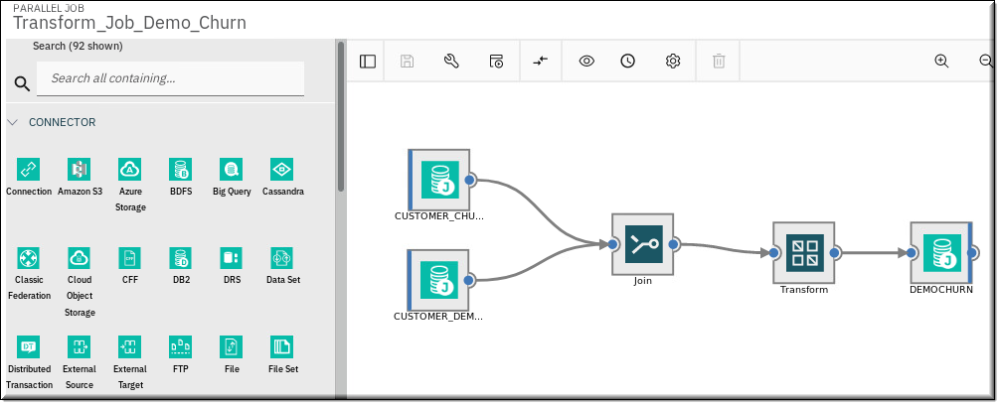 PARALLEL JOB
Transform_Job_Demo_Churn
Search (92 shown)
Search all containing...
CONNECTOR
Connection
Amazon S3
Azure
Storage
BDFS
Big Query
Cassandra
Classic
Federation
Cloud
Object
Storage
CFF
DB2
DRS
Data Set
Distributed
Transaction
External
Source
External
Target
FTP
File
File Set
CUSTOMER_CHU...
CUSTOMER_DEM...
Join
Transform
DEMOCHURN